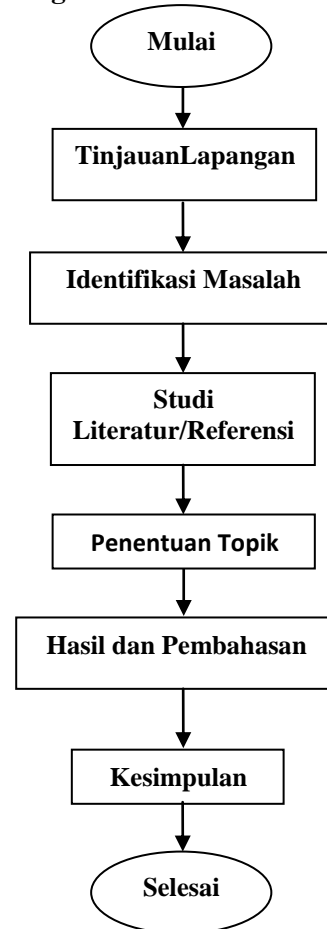 Mulai
TinjauanLapangan
Identifikasi Masalah
Studi
Literatur/Referensi
Penentuan Topik
Hasil dan Pembahasan
Kesimpulan
Selesai